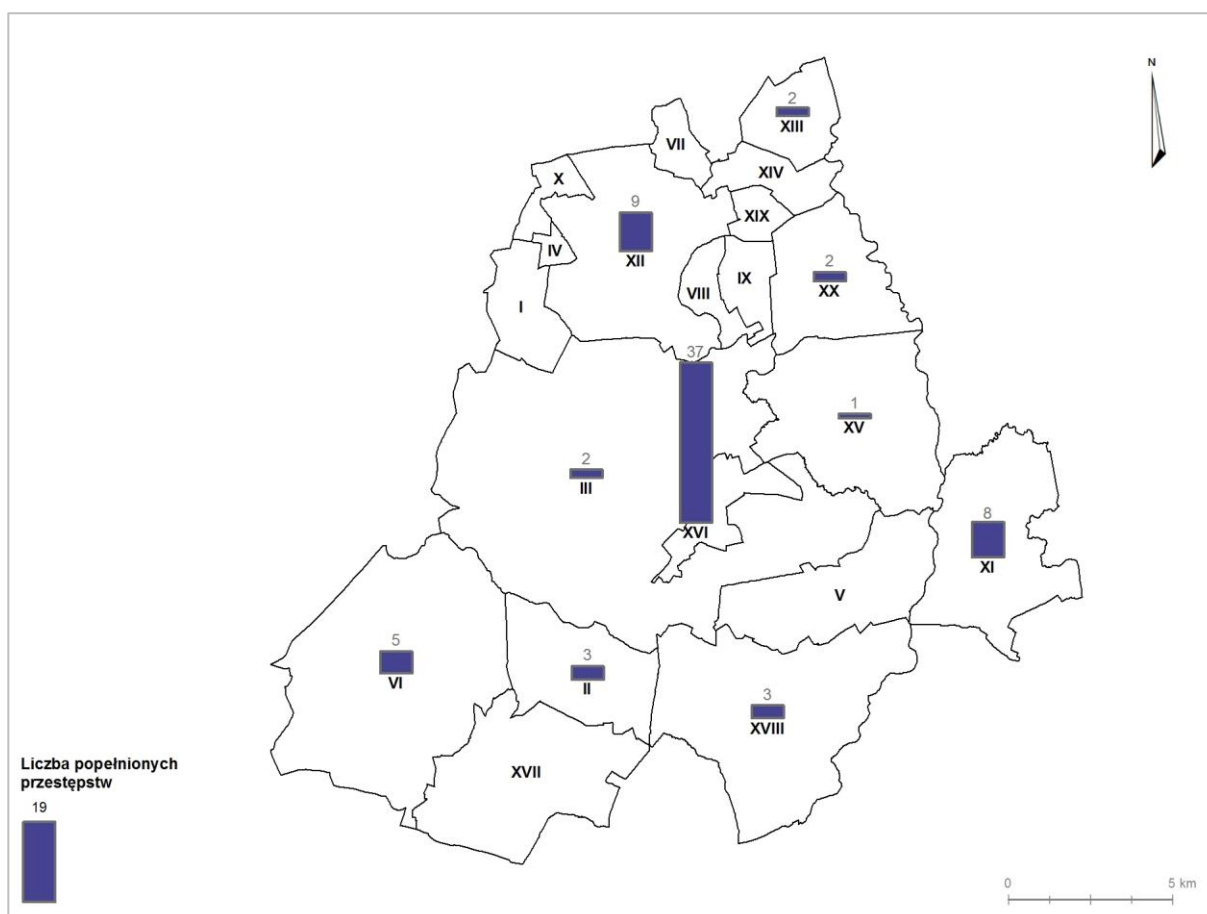 N
2
XIII
VII
XIV
X
9
XII
XIX
IV
2
XX
VIII
IX
I
37
XVI
1
XV
2
III
8
XI
V
5
VI
3
II
3
XVIII
XVII
Liczba popełnionych
przestępstw
19
0 5 km